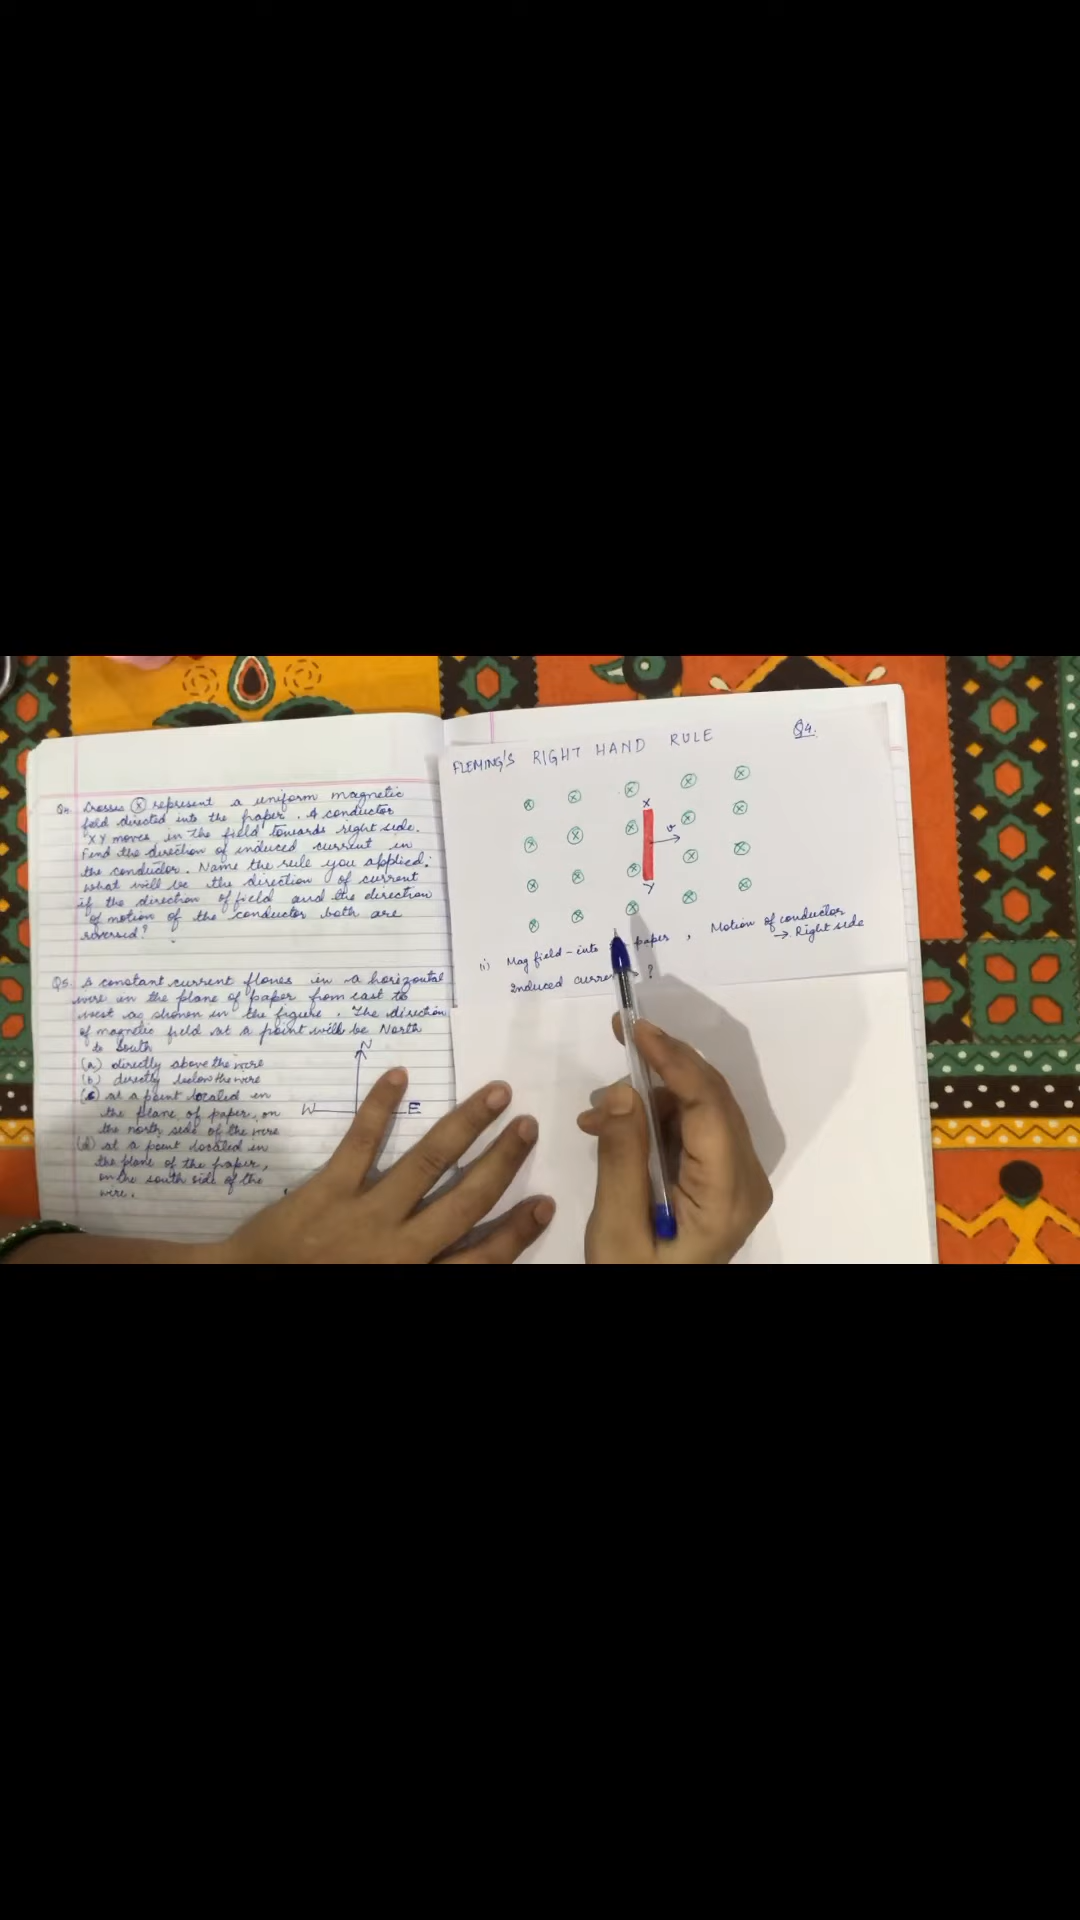 Q4. Crosses ⊗ represent a uniform magnetic
field directed into the paper. A conductor
XY moves in the field towards right side.
Find the direction of induced current in
the conductor. Name the rule you applied.
What will be the direction of current
if the direction of field and the direction
of motion of the conductor both are
reversed?
Q5. A constant current flows in a horizontal
wire in the plane of paper from east to
west as shown in the figure. The direction
of magnetic field at a point will be North
to South
(a) directly above the wire
(b) directly below the wire
(c) at a point located in
the plane of paper, on
the north side of the wire
(d) at a point located in
the plane of the paper,
on the south side of the
wire.
N
W
E
FLEMING'S RIGHT HAND RULE
Q4.
⊗ ⊗ ⊗ ⊗ ⊗
X
⊗ ⊗ ⊗ ⊗ ⊗
v
⊗ ⊗ ⊗ ⊗ ⊗
Y
⊗ ⊗ ⊗ ⊗ ⊗
(i) Mag field - into paper, Motion of conductor
→ Right side
Induced curren → ?